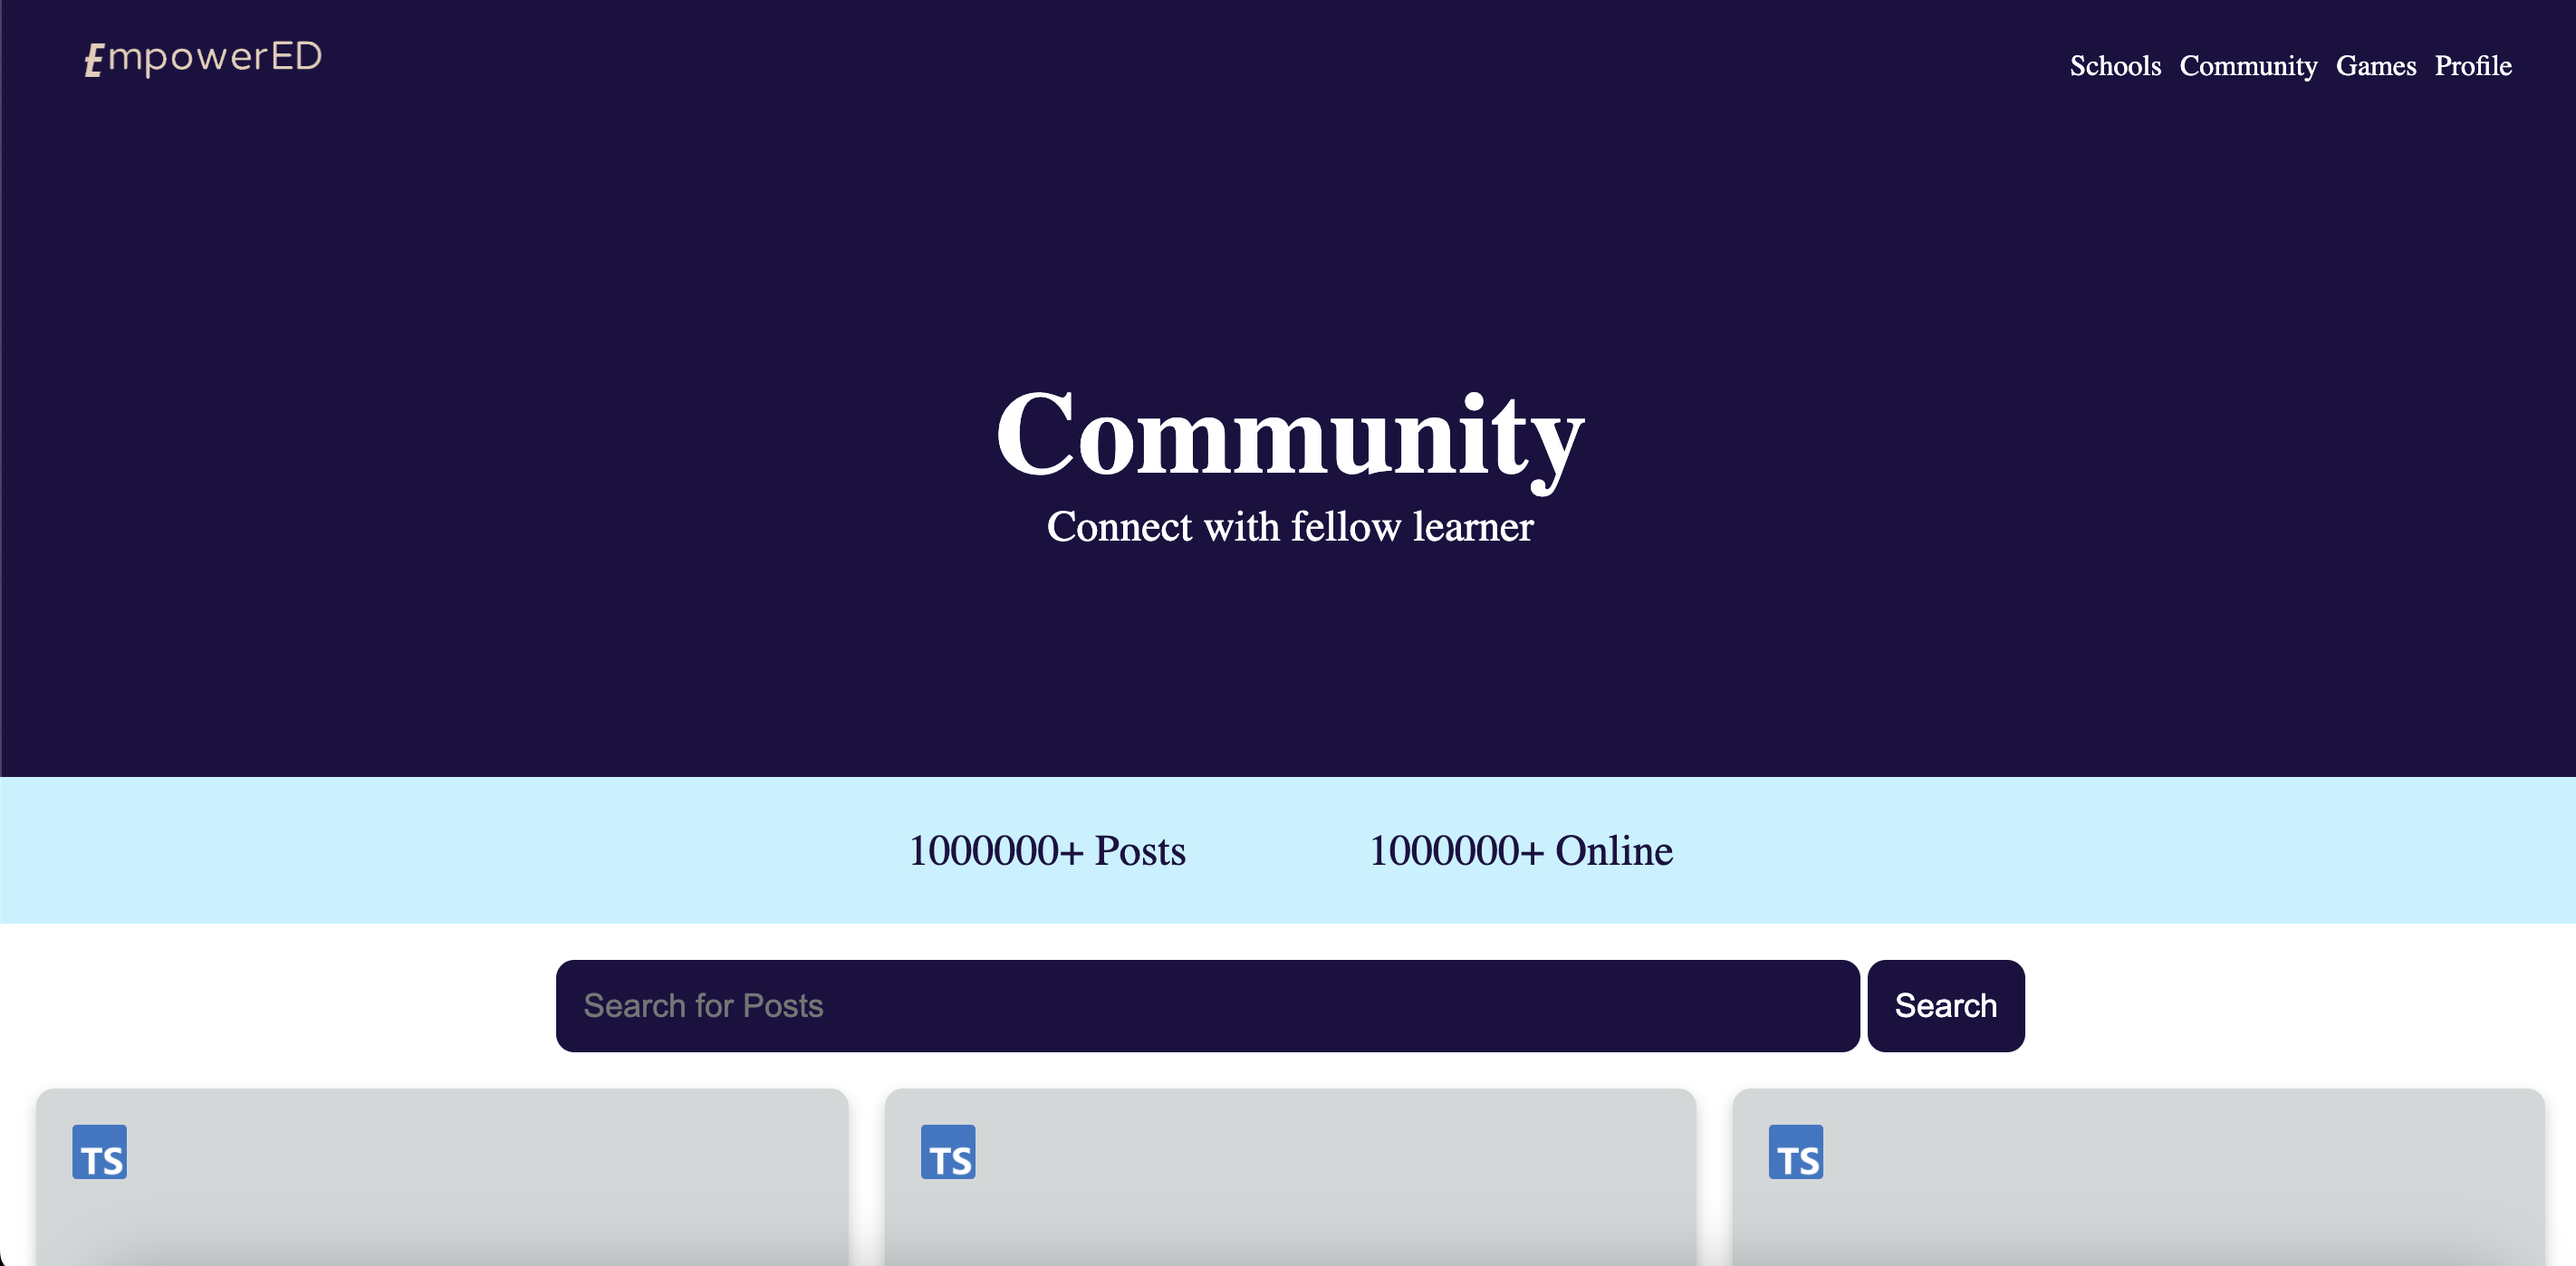 EmpowerED
Schools Community Games Profile
Community
Connect with fellow learner
1000000+ Posts 1000000+ Online
Search for Posts Search
TS TS TS